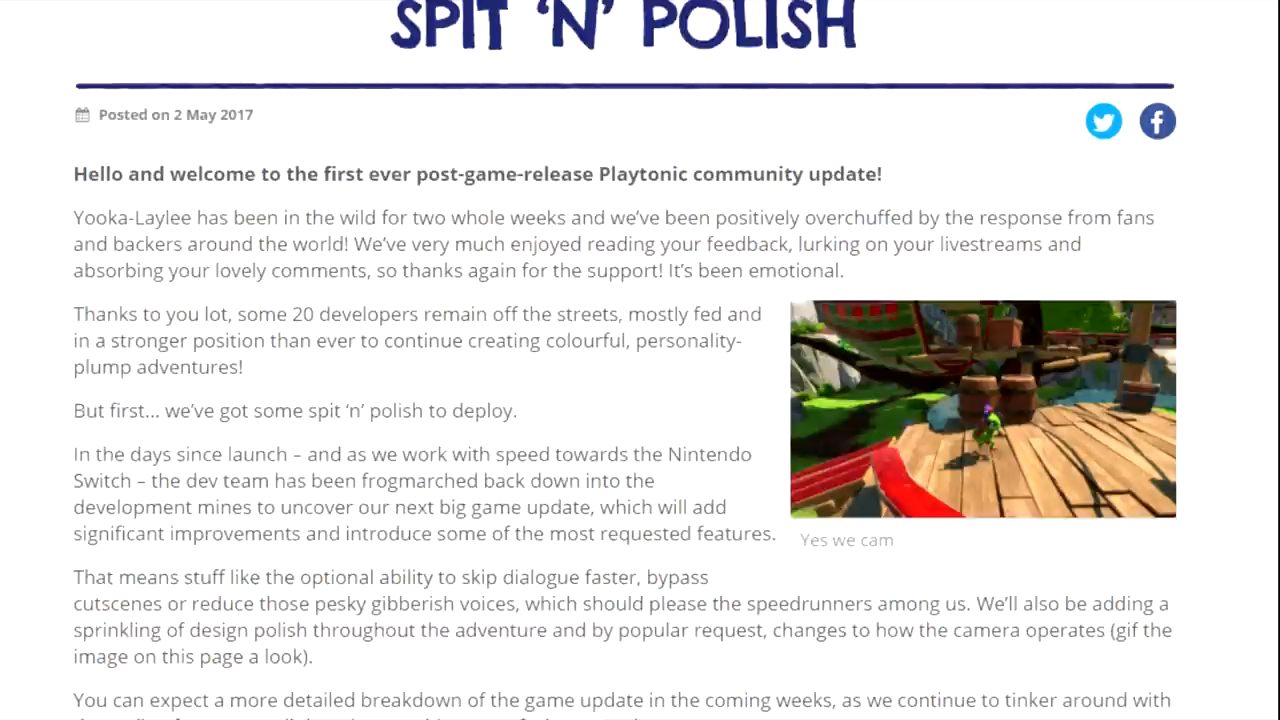 SPIT ‘N’ POLISH
Posted on 2 May 2017
Hello and welcome to the first ever post-game-release Playtonic community update!
Yooka-Laylee has been in the wild for two whole weeks and we’ve been positively overchuffed by the response from fans
and backers around the world! We’ve very much enjoyed reading your feedback, lurking on your livestreams and
absorbing your lovely comments, so thanks again for the support! It’s been emotional.
Thanks to you lot, some 20 developers remain off the streets, mostly fed and
in a stronger position than ever to continue creating colourful, personality-
plump adventures!
But first... we’ve got some spit ‘n’ polish to deploy.
In the days since launch – and as we work with speed towards the Nintendo
Switch – the dev team has been frogmarched back down into the
development mines to uncover our next big game update, which will add
significant improvements and introduce some of the most requested features.
Yes we cam
That means stuff like the optional ability to skip dialogue faster, bypass
cutscenes or reduce those pesky gibberish voices, which should please the speedrunners among us. We’ll also be adding a
sprinkling of design polish throughout the adventure and by popular request, changes to how the camera operates (gif the
image on this page a look).
You can expect a more detailed breakdown of the game update in the coming weeks, as we continue to tinker around with